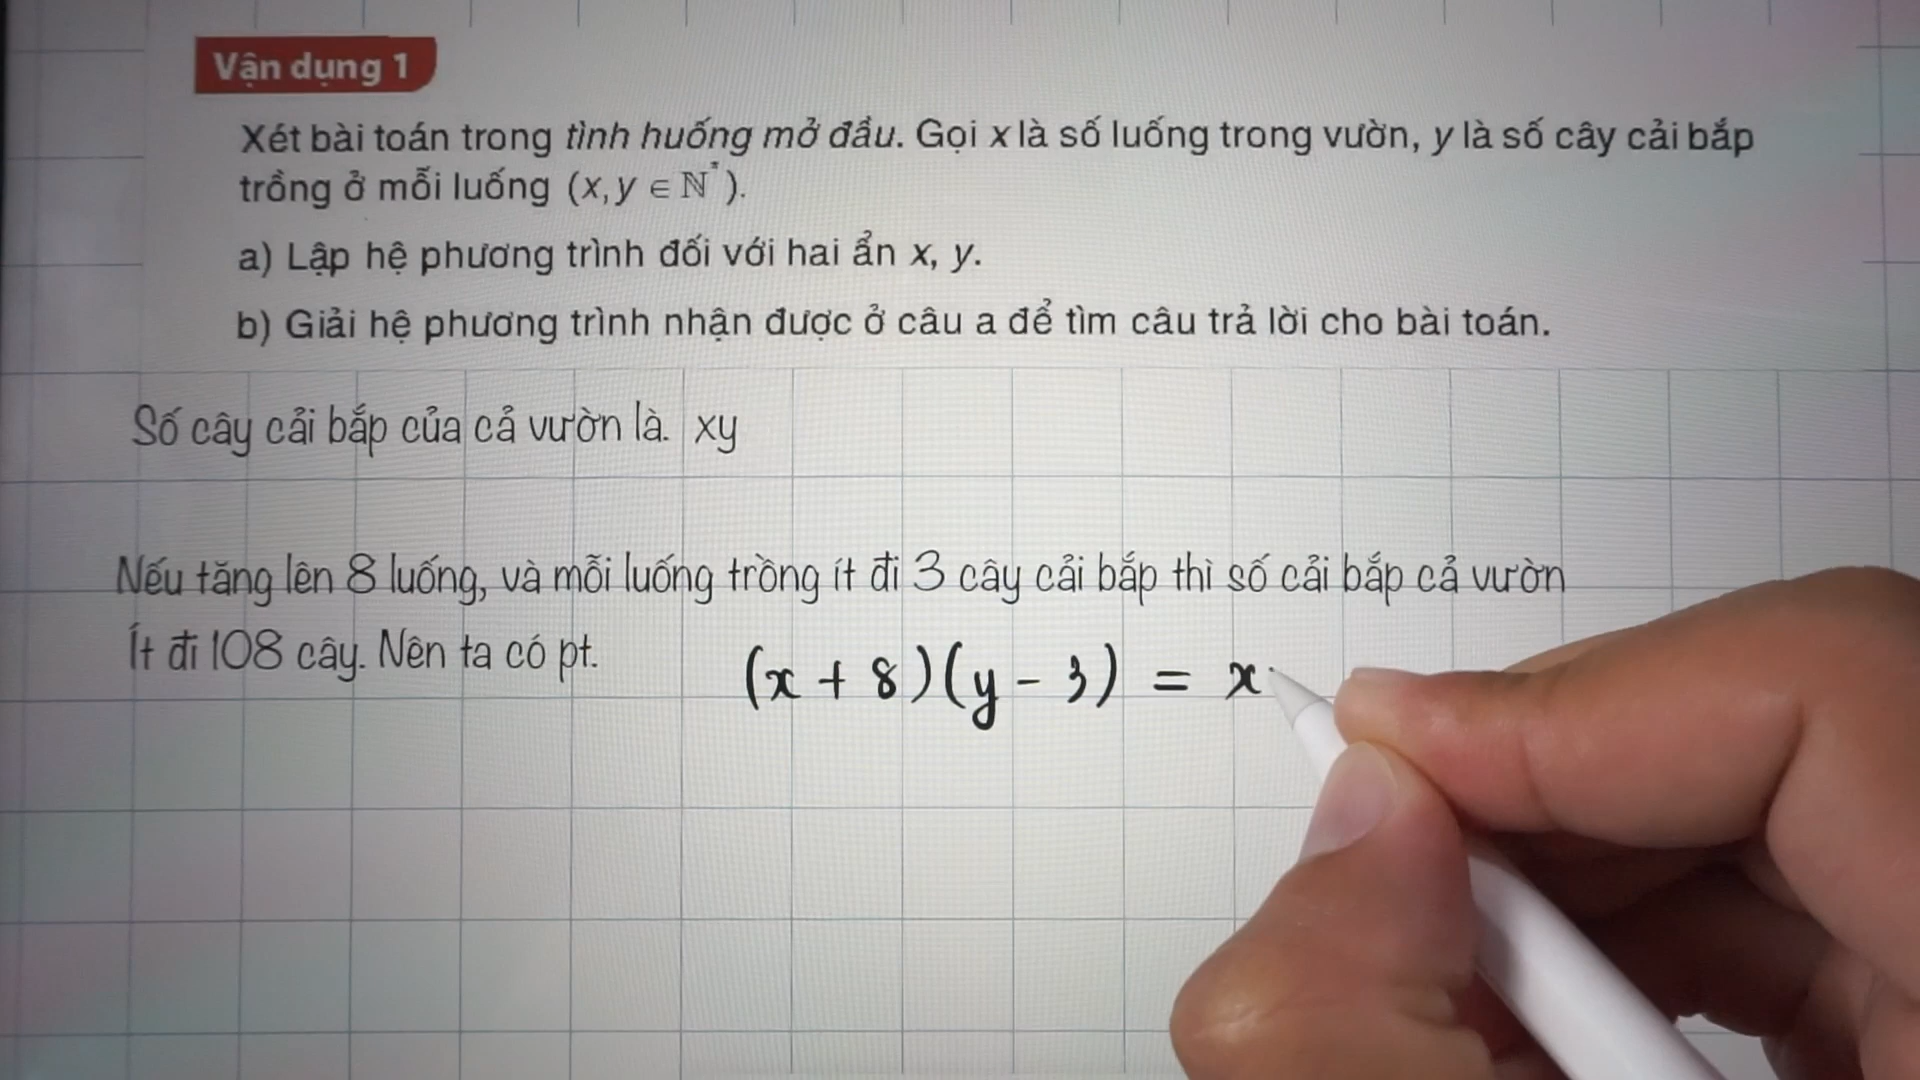 Vận dụng 1
Xét bài toán trong tình huống mở đầu. Gọi x là số luống trong vườn, y là số cây cải bắp
trồng ở mỗi luống (x, y ∈ ℕ*).
a) Lập hệ phương trình đối với hai ẩn x, y.
b) Giải hệ phương trình nhận được ở câu a để tìm câu trả lời cho bài toán.
Số cây cải bắp của cả vườn là. xy
Nếu tăng lên 8 luống, và mỗi luống trồng ít đi 3 cây cải bắp thì số cải bắp cả vườn
Ít đi 108 cây. Nên ta có pt. (x + 8)(y - 3) = x